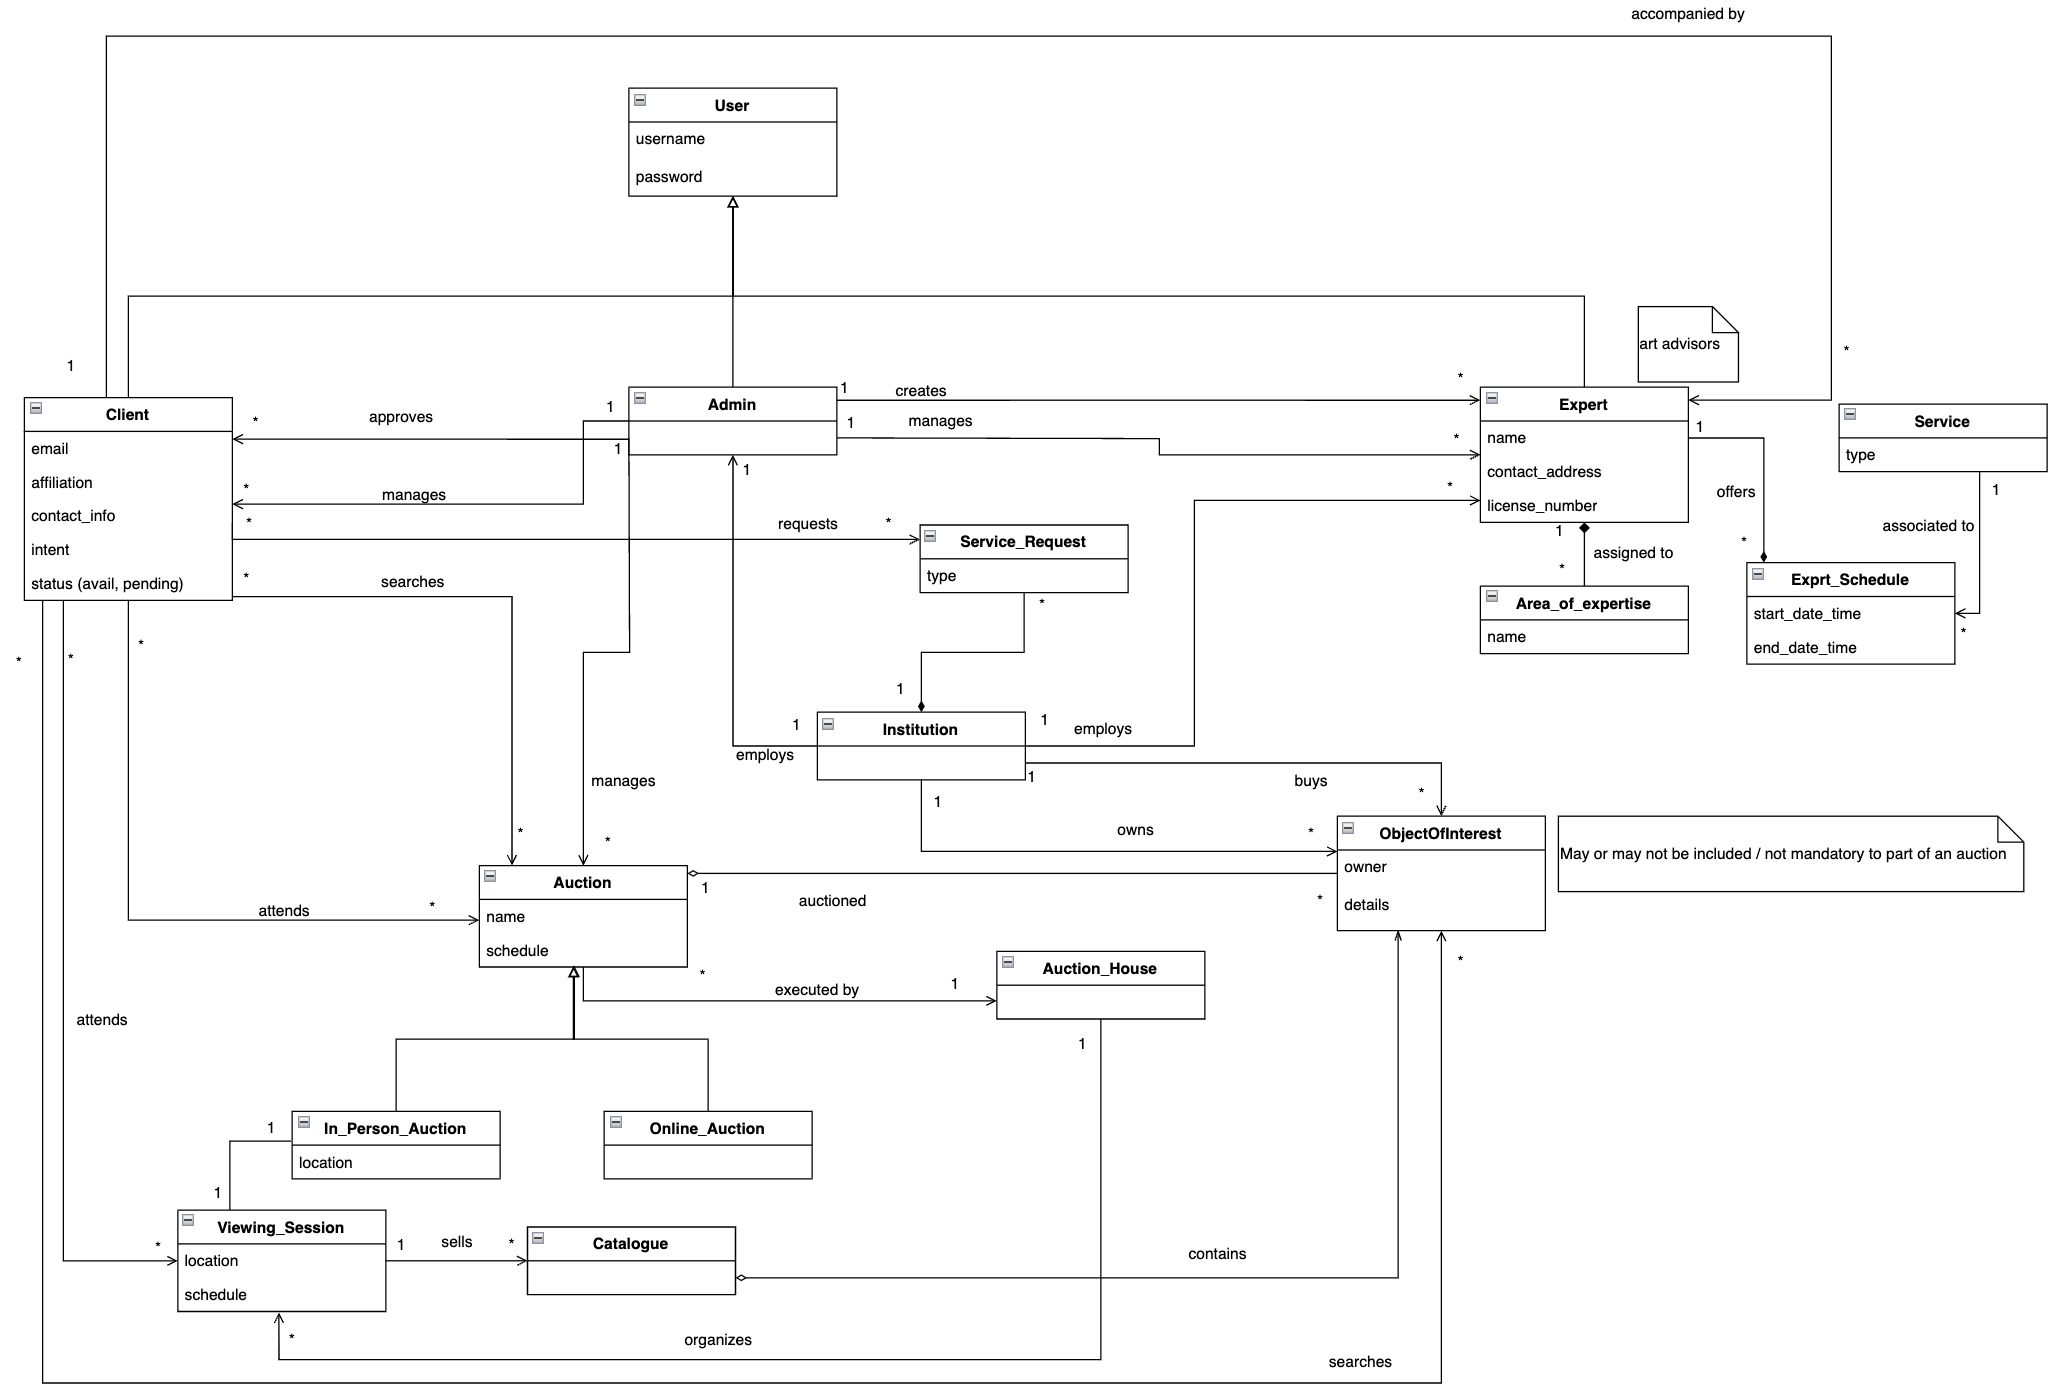 accompanied by
User
username
password
1
*
art advisors
Client
email
affiliation
contact_info
intent
status (avail, pending)
*
approves
1
Admin
1
creates
*
1
manages
*
Expert
name
contact_address
license_number
1
Service
type
1
*
manages
1
1
*
*
requests
*
Service_Request
type
*
*
searches
offers
*
associated to
1
assigned to
*
Area_of_expertise
name
Exprt_Schedule
start_date_time
end_date_time
*
*
*
*
1
Institution
1
employs
1
employs
1
buys
*
manages
1
owns
*
ObjectOfInterest
owner
details
May or may not be included / not mandatory to part of an auction
*
*
Auction
name
schedule
1
auctioned
*
attends
*
*
executed by
1
Auction_House
*
attends
1
1
In_Person_Auction
location
Online_Auction
1
Viewing_Session
location
schedule
*
1
sells
*
Catalogue
contains
*
organizes
searches